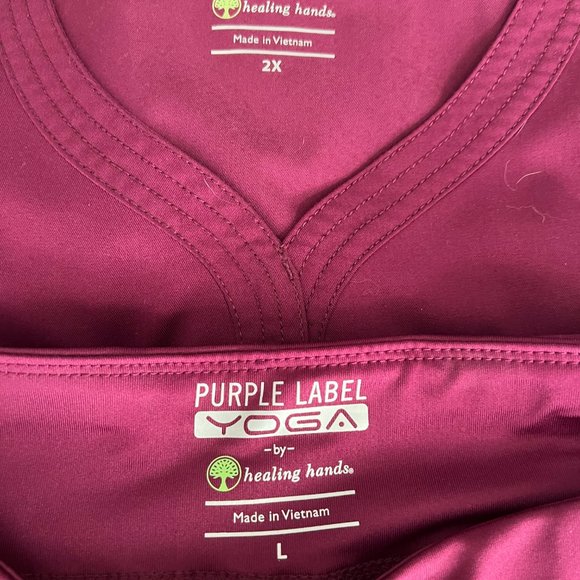 healing hands®
Made in Vietnam
2X
PURPLE LABEL
YOGA
-by-
healing hands®
Made in Vietnam
L